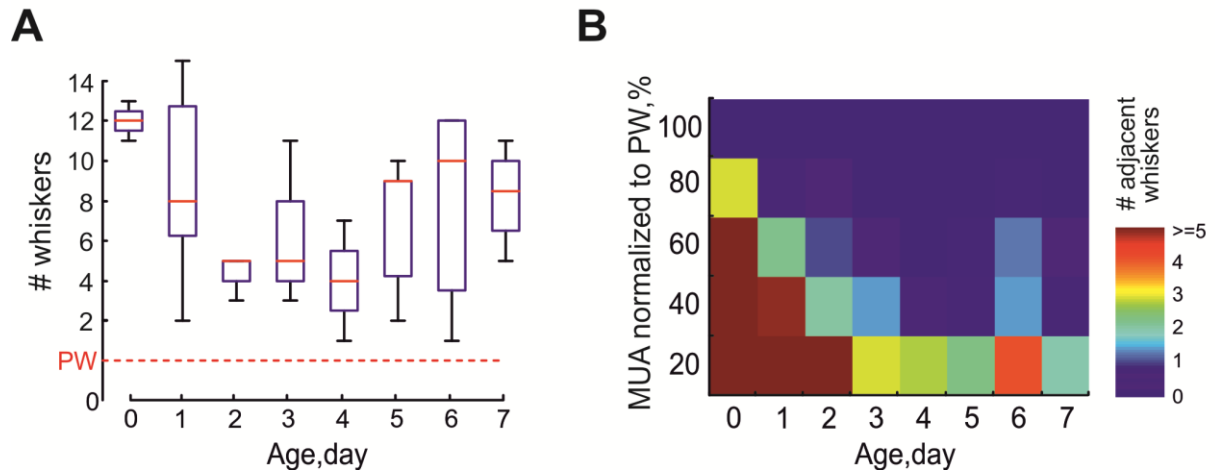 A
# whiskers
14
12
10
8
6
4
2
PW
0
0 1 2 3 4 5 6 7
Age,day
B
MUA normalized to PW,%
100
80
60
40
20
0 1 2 3 4 5 6 7
Age,day
# adjacent
whiskers
>=5
4
3
2
1
0